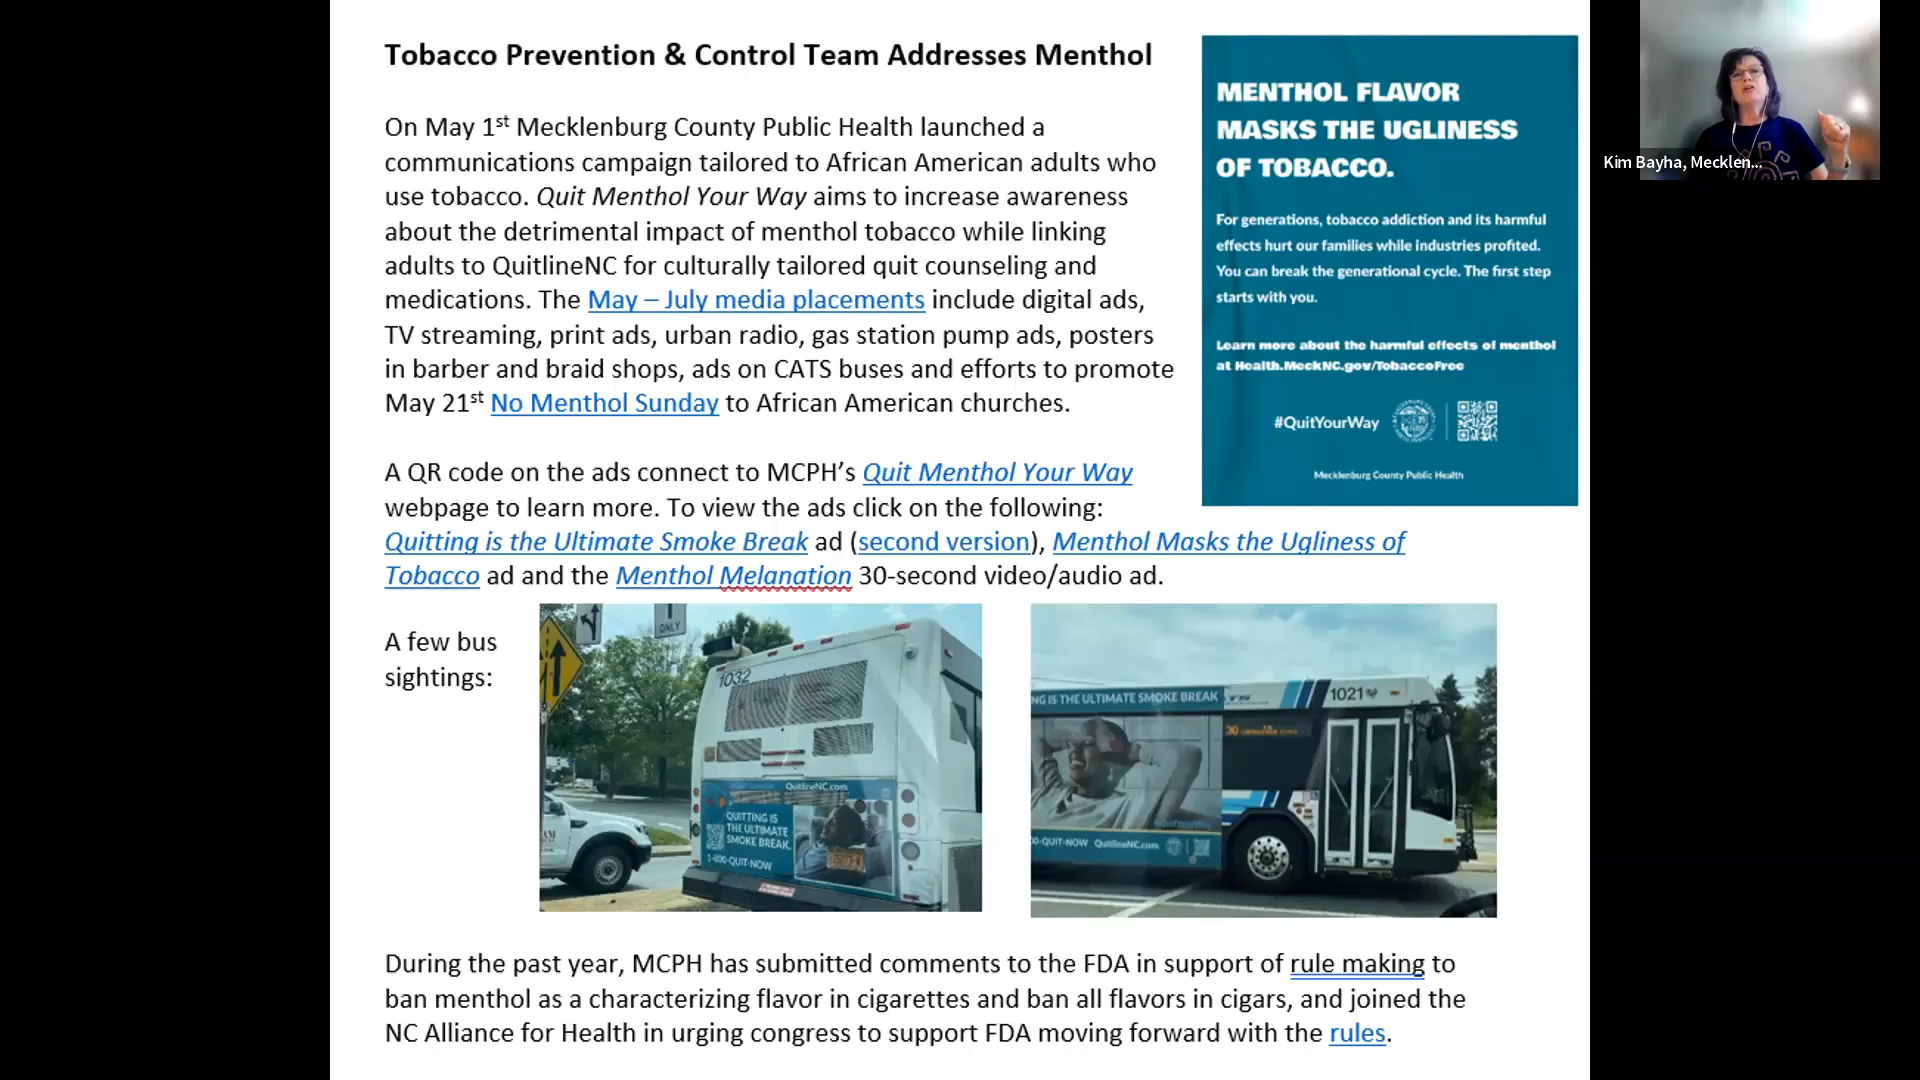 Tobacco Prevention & Control Team Addresses Menthol
On May 1st Mecklenburg County Public Health launched a
communications campaign tailored to African American adults who
use tobacco. Quit Menthol Your Way aims to increase awareness
about the detrimental impact of menthol tobacco while linking
adults to QuitlineNC for culturally tailored quit counseling and
medications. The May – July media placements include digital ads,
TV streaming, print ads, urban radio, gas station pump ads, posters
in barber and braid shops, ads on CATS buses and efforts to promote
May 21st No Menthol Sunday to African American churches.
A QR code on the ads connect to MCPH's Quit Menthol Your Way
webpage to learn more. To view the ads click on the following:
Quitting is the Ultimate Smoke Break ad (second version), Menthol Masks the Ugliness of
Tobacco ad and the Menthol Melanation 30-second video/audio ad.
MENTHOL FLAVOR
MASKS THE UGLINESS
OF TOBACCO.
For generations, tobacco addiction and its harmful
effects hurt our families while industries profited.
You can break the generational cycle. The first step
starts with you.
Learn more about the harmful effects of menthol
at Health.MeckNC.gov/TobaccoFree
#QuitYourWay
Mecklenburg County Public Health
Kim Bayha, Mecklen...
A few bus
sightings:
ONLY
1032
QuitlineNC.com
QUITTING IS
THE ULTIMATE
SMOKE BREAK.
1-800-QUIT-NOW
NG IS THE ULTIMATE SMOKE BREAK
1021
30
#QuitYourWay
0-QUIT-NOW QuitlineNC.com
During the past year, MCPH has submitted comments to the FDA in support of rule making to
ban menthol as a characterizing flavor in cigarettes and ban all flavors in cigars, and joined the
NC Alliance for Health in urging congress to support FDA moving forward with the rules.